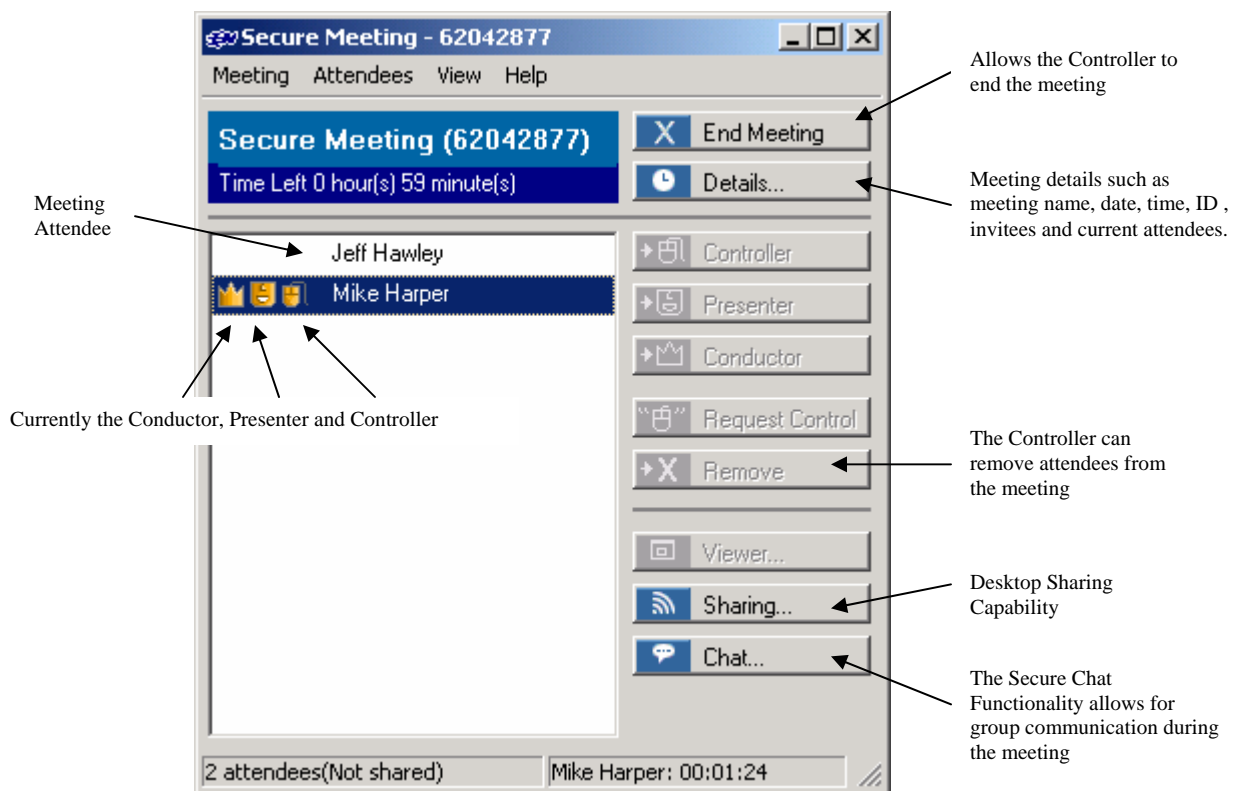 Secure Meeting - 62042877
Meeting Attendees View Help
Secure Meeting (62042877)
Time Left 0 hour(s) 59 minute(s)
End Meeting
Details...
Jeff Hawley
Mike Harper
Controller
Presenter
Conductor
Request Control
Remove
Viewer...
Sharing...
Chat...
2 attendees(Not shared)
Mike Harper: 00:01:24
Meeting
Attendee
Currently the Conductor, Presenter and Controller
Allows the Controller to
end the meeting
Meeting details such as
meeting name, date, time, ID ,
invitees and current attendees.
The Controller can
remove attendees from
the meeting
Desktop Sharing
Capability
The Secure Chat
Functionality allows for
group communication during
the meeting